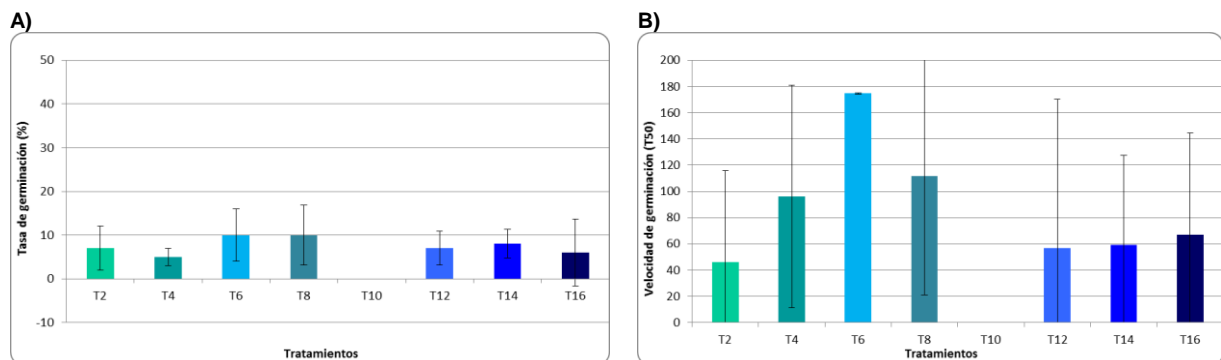 A)
50
40
30
20
10
0
-10
Tasa de germinación (%)
T2 T4 T6 T8 T10 T12 T14 T16
Tratamientos
B)
200
180
160
140
120
100
80
60
40
20
0
Velocidad de germinación (T50)
T2 T4 T6 T8 T10 T12 T14 T16
Tratamientos